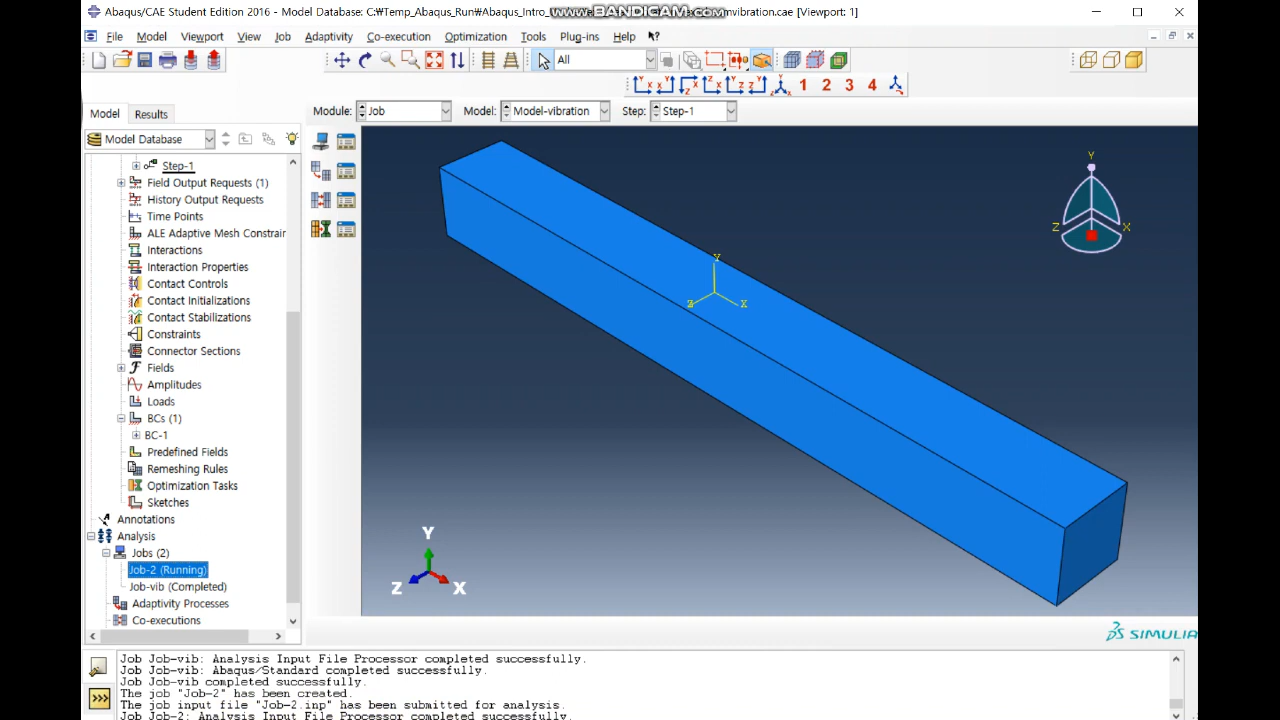 Abaqus/CAE Student Edition 2016 - Model Database: C:₩Temp_Abaqus_Run₩Abaqus_Intro_ mvibration.cae [Viewport: 1]
www.BANDICAM.com
File Model Viewport View Job Adaptivity Co-execution Optimization Tools Plug-ins Help
All
1 2 3 4
Model Results
Module: Job Model: Model-vibration Step: Step-1
Model Database
Step-1
Field Output Requests (1)
History Output Requests
Time Points
ALE Adaptive Mesh Constrain
Interactions
Interaction Properties
Contact Controls
Contact Initializations
Contact Stabilizations
Constraints
Connector Sections
Fields
Amplitudes
Loads
BCs (1)
BC-1
Predefined Fields
Remeshing Rules
Optimization Tasks
Sketches
Annotations
Analysis
Jobs (2)
Job-2 (Running)
Job-vib (Completed)
Adaptivity Processes
Co-executions
Y
Z X
Y
Z X
Y
Z X
SIMULIA
Job Job-vib: Analysis Input File Processor completed successfully.
Job Job-vib: Abaqus/Standard completed successfully.
Job Job-vib completed successfully.
The job "Job-2" has been created.
The job input file "Job-2.inp" has been submitted for analysis.
Job Job-2: Analysis Input File Processor completed successfully.